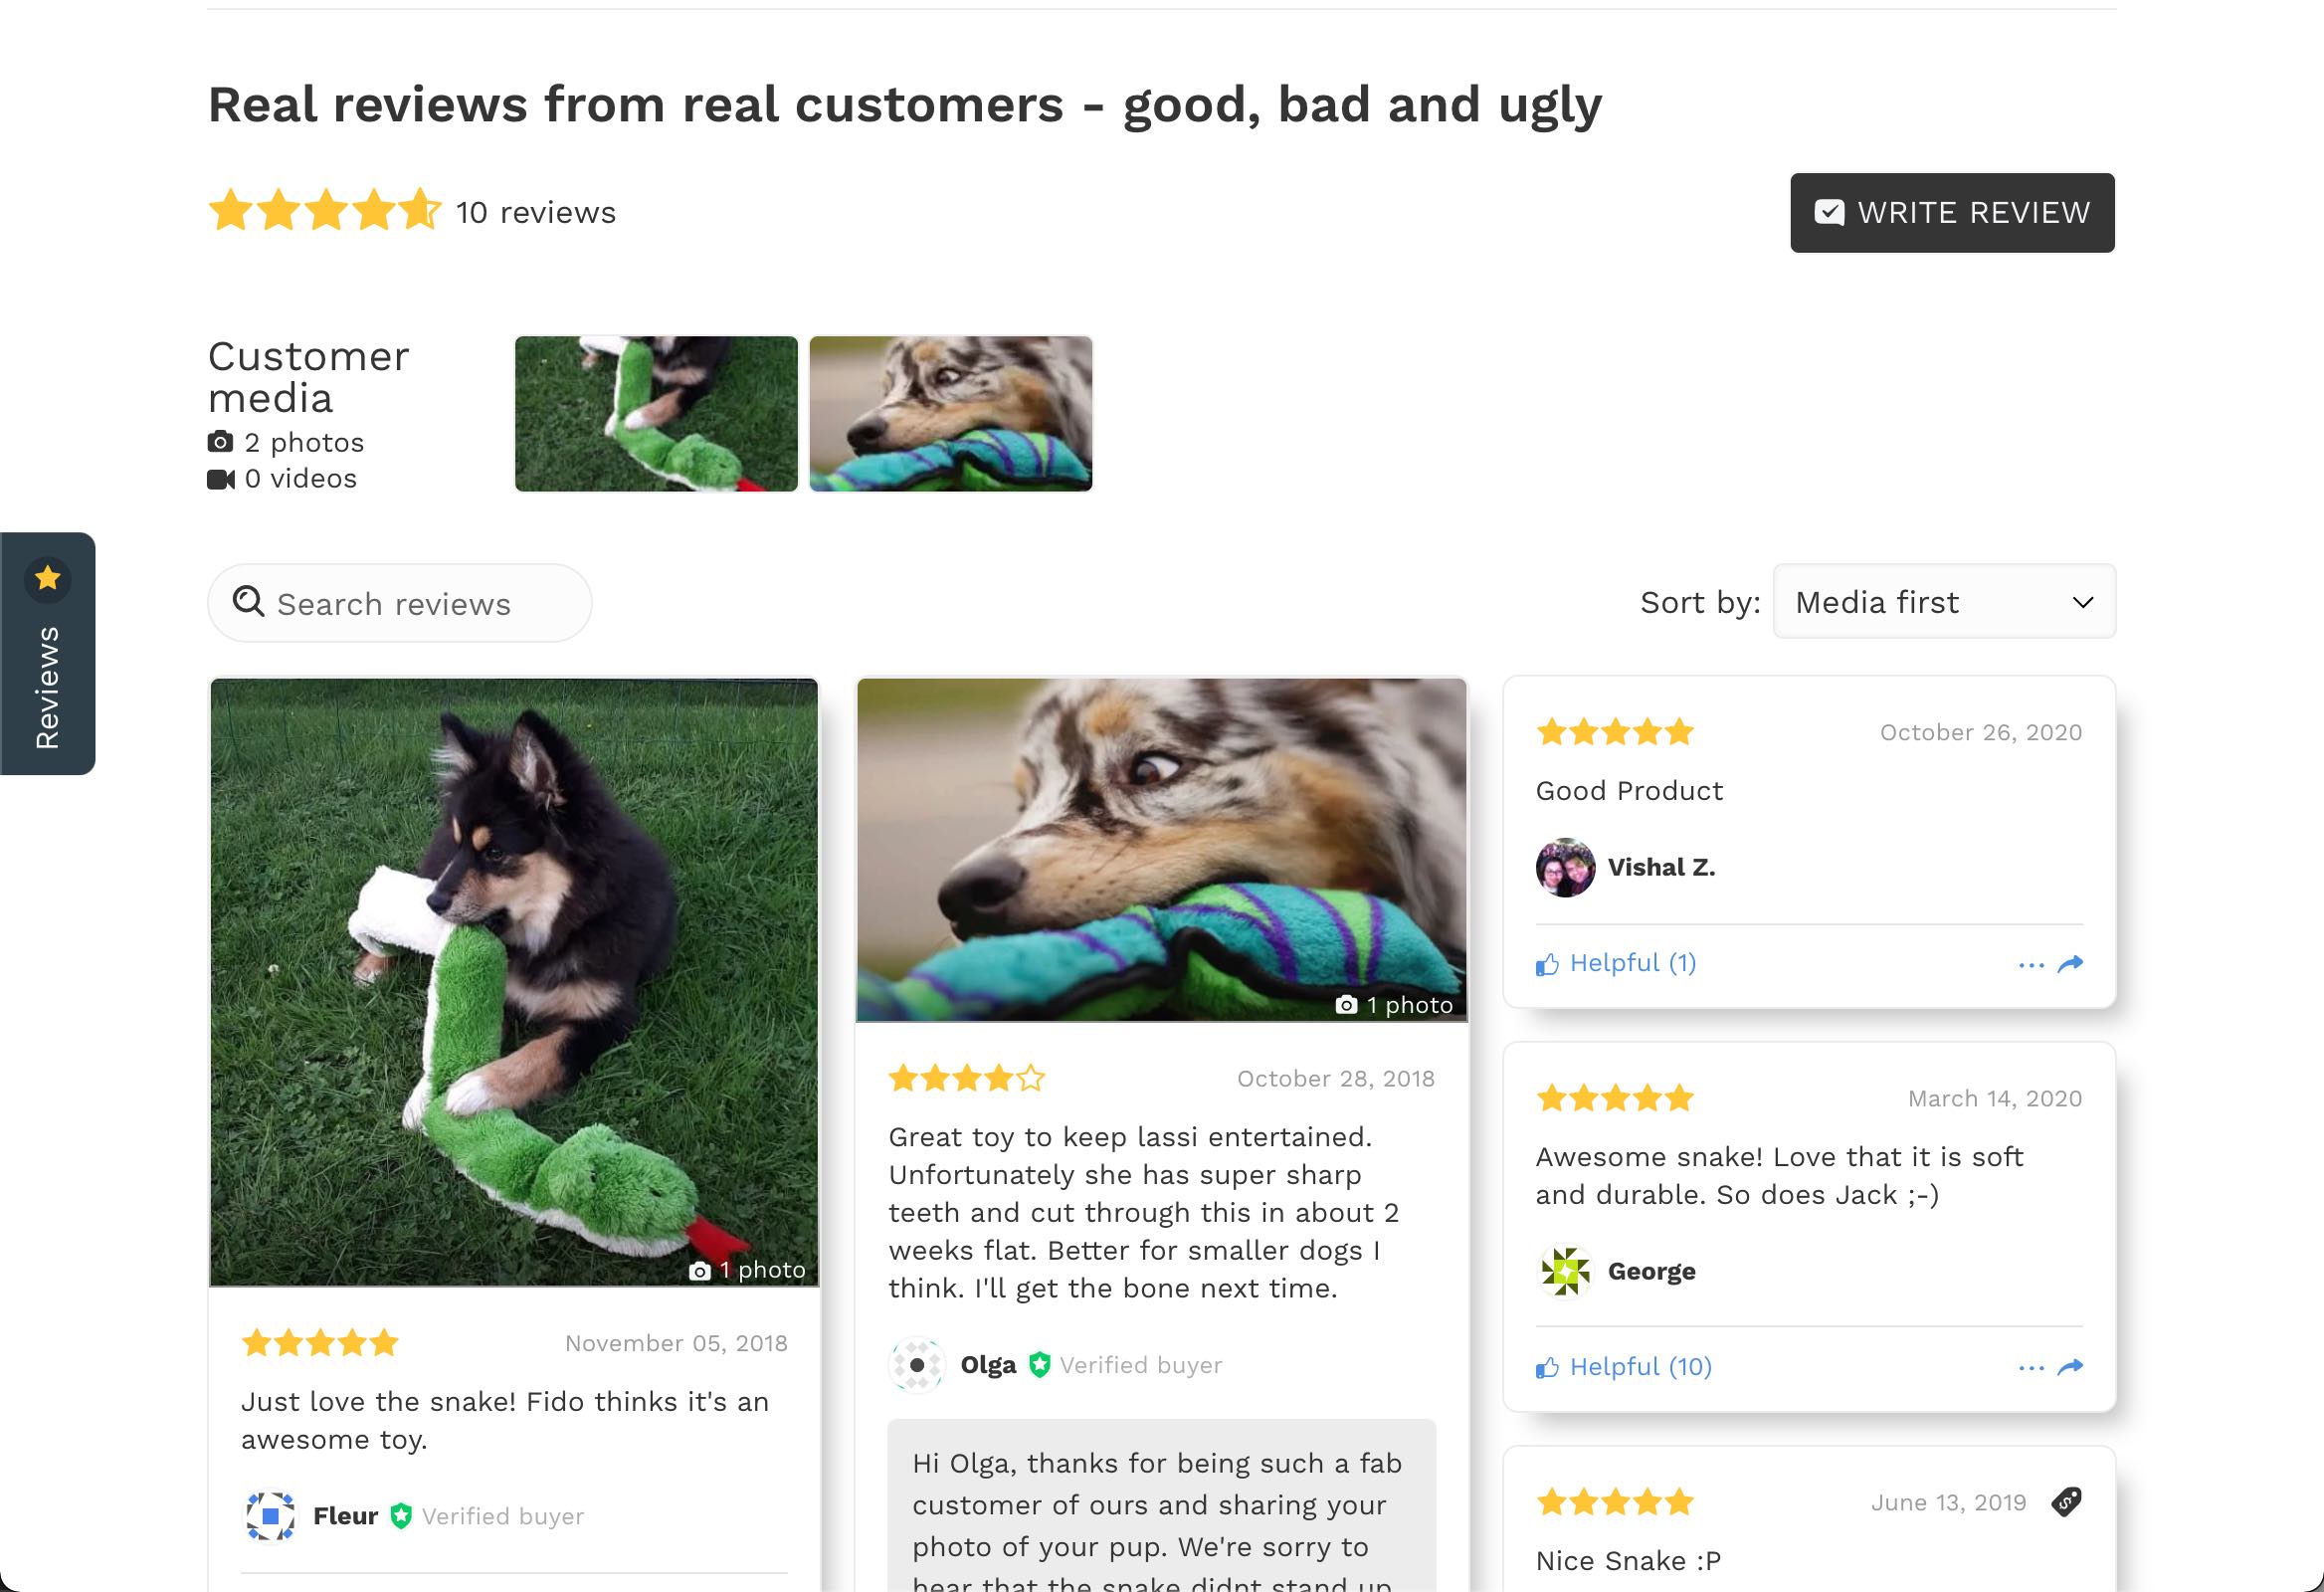 Real reviews from real customers - good, bad and ugly
10 reviews
WRITE REVIEW
Customer
media
2 photos
0 videos
Reviews
Search reviews
Sort by: Media first
1 photo
November 05, 2018
Just love the snake! Fido thinks it's an
awesome toy.
Fleur Verified buyer
1 photo
October 28, 2018
Great toy to keep lassi entertained.
Unfortunately she has super sharp
teeth and cut through this in about 2
weeks flat. Better for smaller dogs I
think. I'll get the bone next time.
Olga Verified buyer
Hi Olga, thanks for being such a fab
customer of ours and sharing your
photo of your pup. We're sorry to
hear that the snake didnt stand up
October 26, 2020
Good Product
Vishal Z.
Helpful (1)
March 14, 2020
Awesome snake! Love that it is soft
and durable. So does Jack ;-)
George
Helpful (10)
June 13, 2019
Nice Snake :P